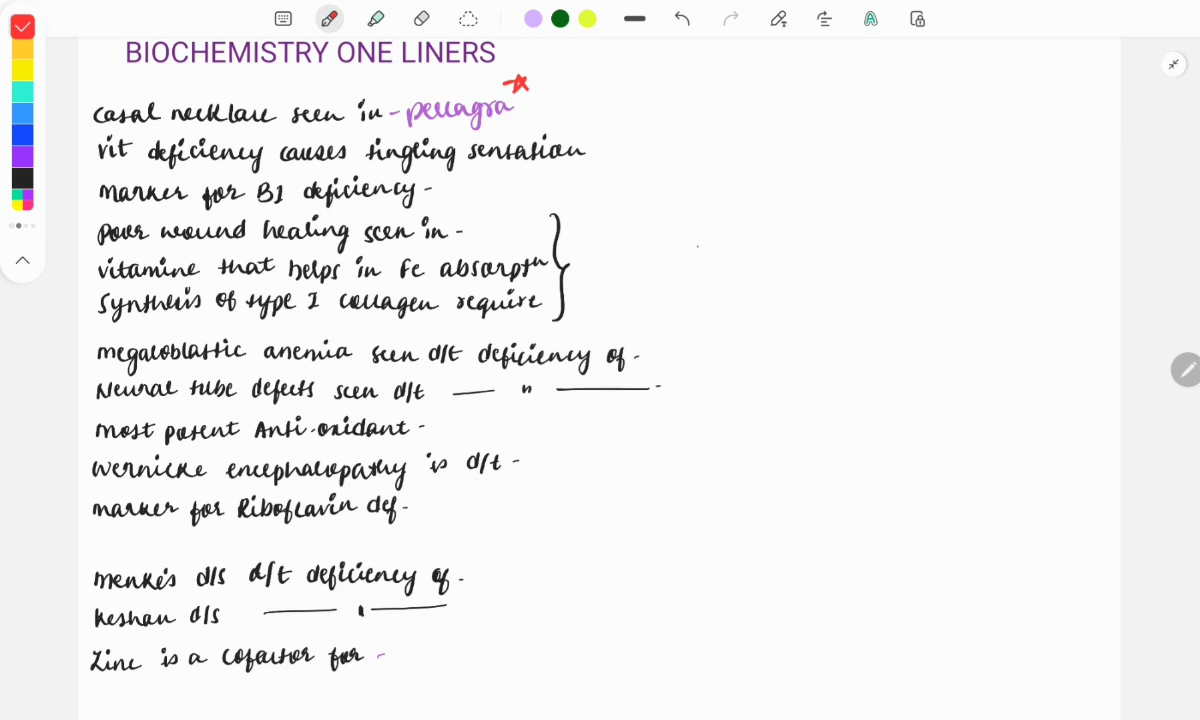 BIOCHEMISTRY ONE LINERS
casal necklace seen in - pellagra
vit deficiency causes tingling sensation
marker for B1 deficiency -
poor wound healing seen in -
vitamine that helps in fe absorptn
synthesis of type I collagen require
megaloblastic anemia seen d/t deficiency of -
Neural tube defects seen d/t — " — -
most potent Anti-oxidant -
wernicke encephalopathy is d/t -
marker for Riboflavin def -
menke's d/s d/t deficiency of -
keshan d/s — " —
Zinc is a cofactor for -